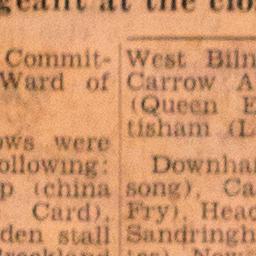 geant at the clo
Commit-
Ward of
ows were
ollowing:
p (china
Card),
den stall
West Biln
Carrow A
(Queen E
tisham (L
Downha
song), Ca
Fry), Head
Sandringh